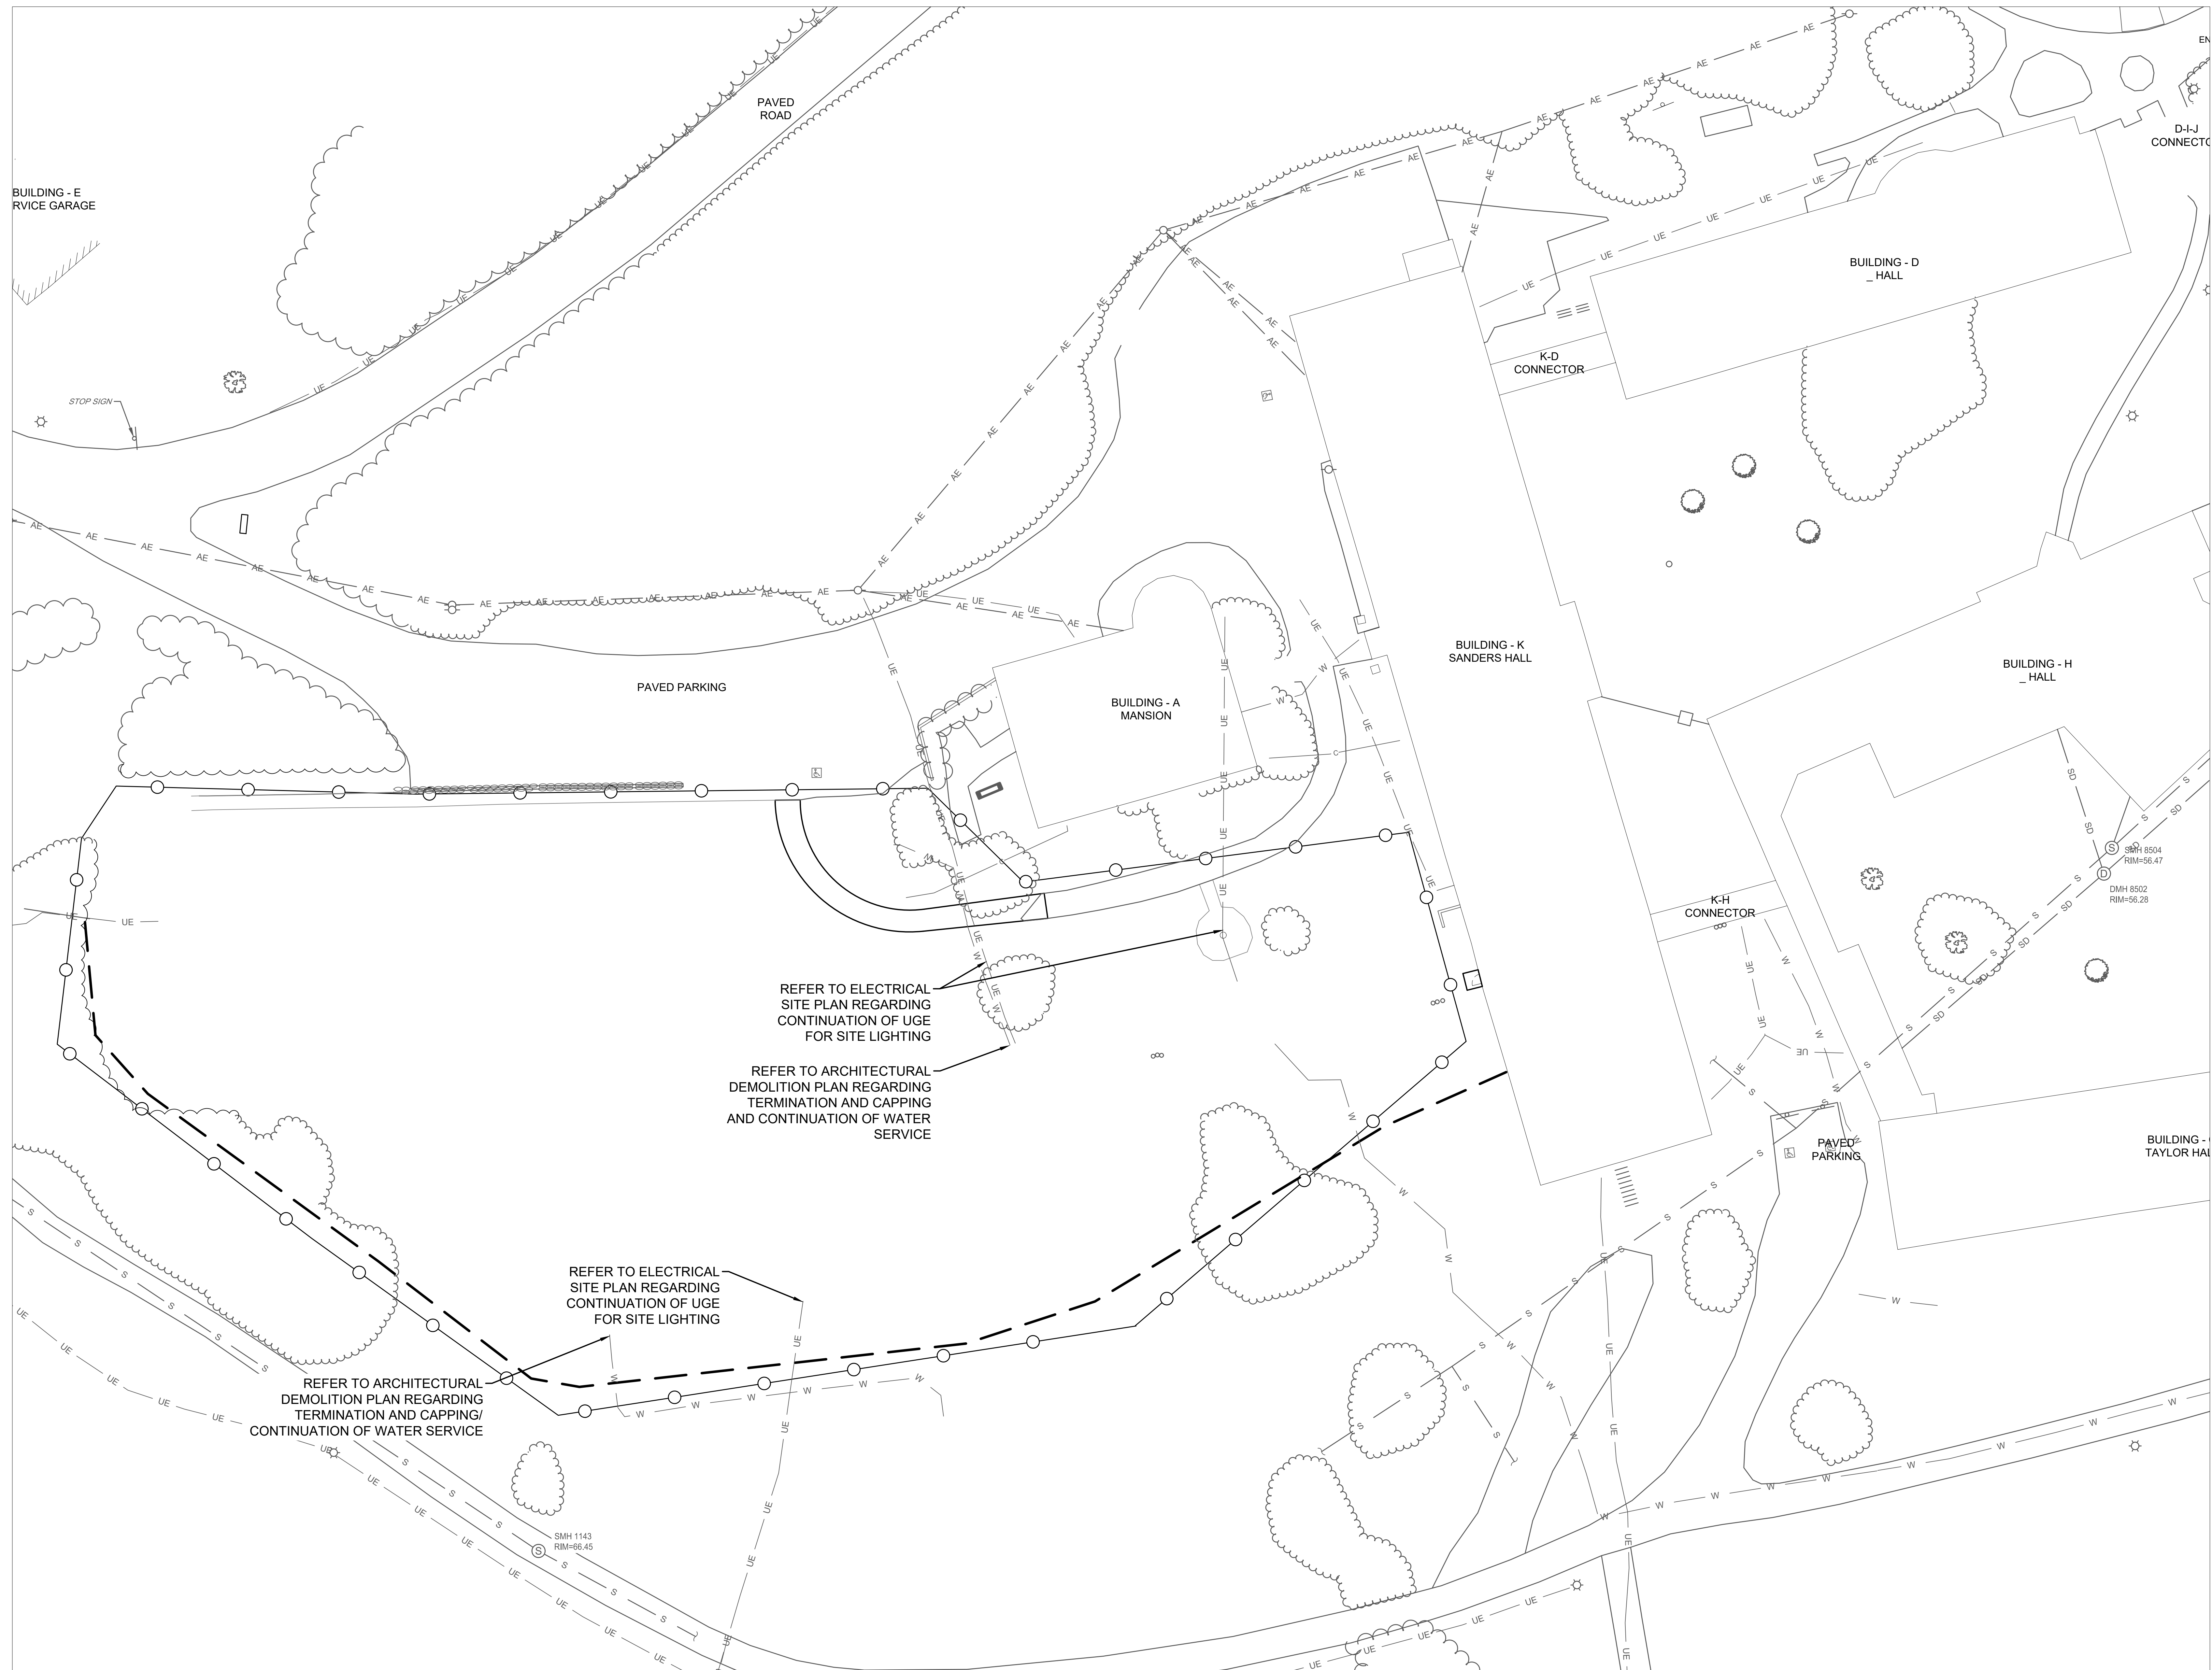 EN
PAVED
ROAD
D-I-J
CONNECTO
BUILDING - E
RVICE GARAGE
BUILDING - D
_ HALL
K-D
CONNECTOR
STOP SIGN
BUILDING - K
SANDERS HALL
BUILDING - H
_ HALL
PAVED PARKING
BUILDING - A
MANSION
SMH 8504
RIM=56.47
DMH 8502
RIM=56.28
K-H
CONNECTOR
REFER TO ELECTRICAL
SITE PLAN REGARDING
CONTINUATION OF UGE
FOR SITE LIGHTING
REFER TO ARCHITECTURAL
DEMOLITION PLAN REGARDING
TERMINATION AND CAPPING
AND CONTINUATION OF WATER
SERVICE
PAVED
PARKING
BUILDING -
TAYLOR HAL
REFER TO ELECTRICAL
SITE PLAN REGARDING
CONTINUATION OF UGE
FOR SITE LIGHTING
REFER TO ARCHITECTURAL
DEMOLITION PLAN REGARDING
TERMINATION AND CAPPING/
CONTINUATION OF WATER SERVICE
SMH 1143
RIM=66.45